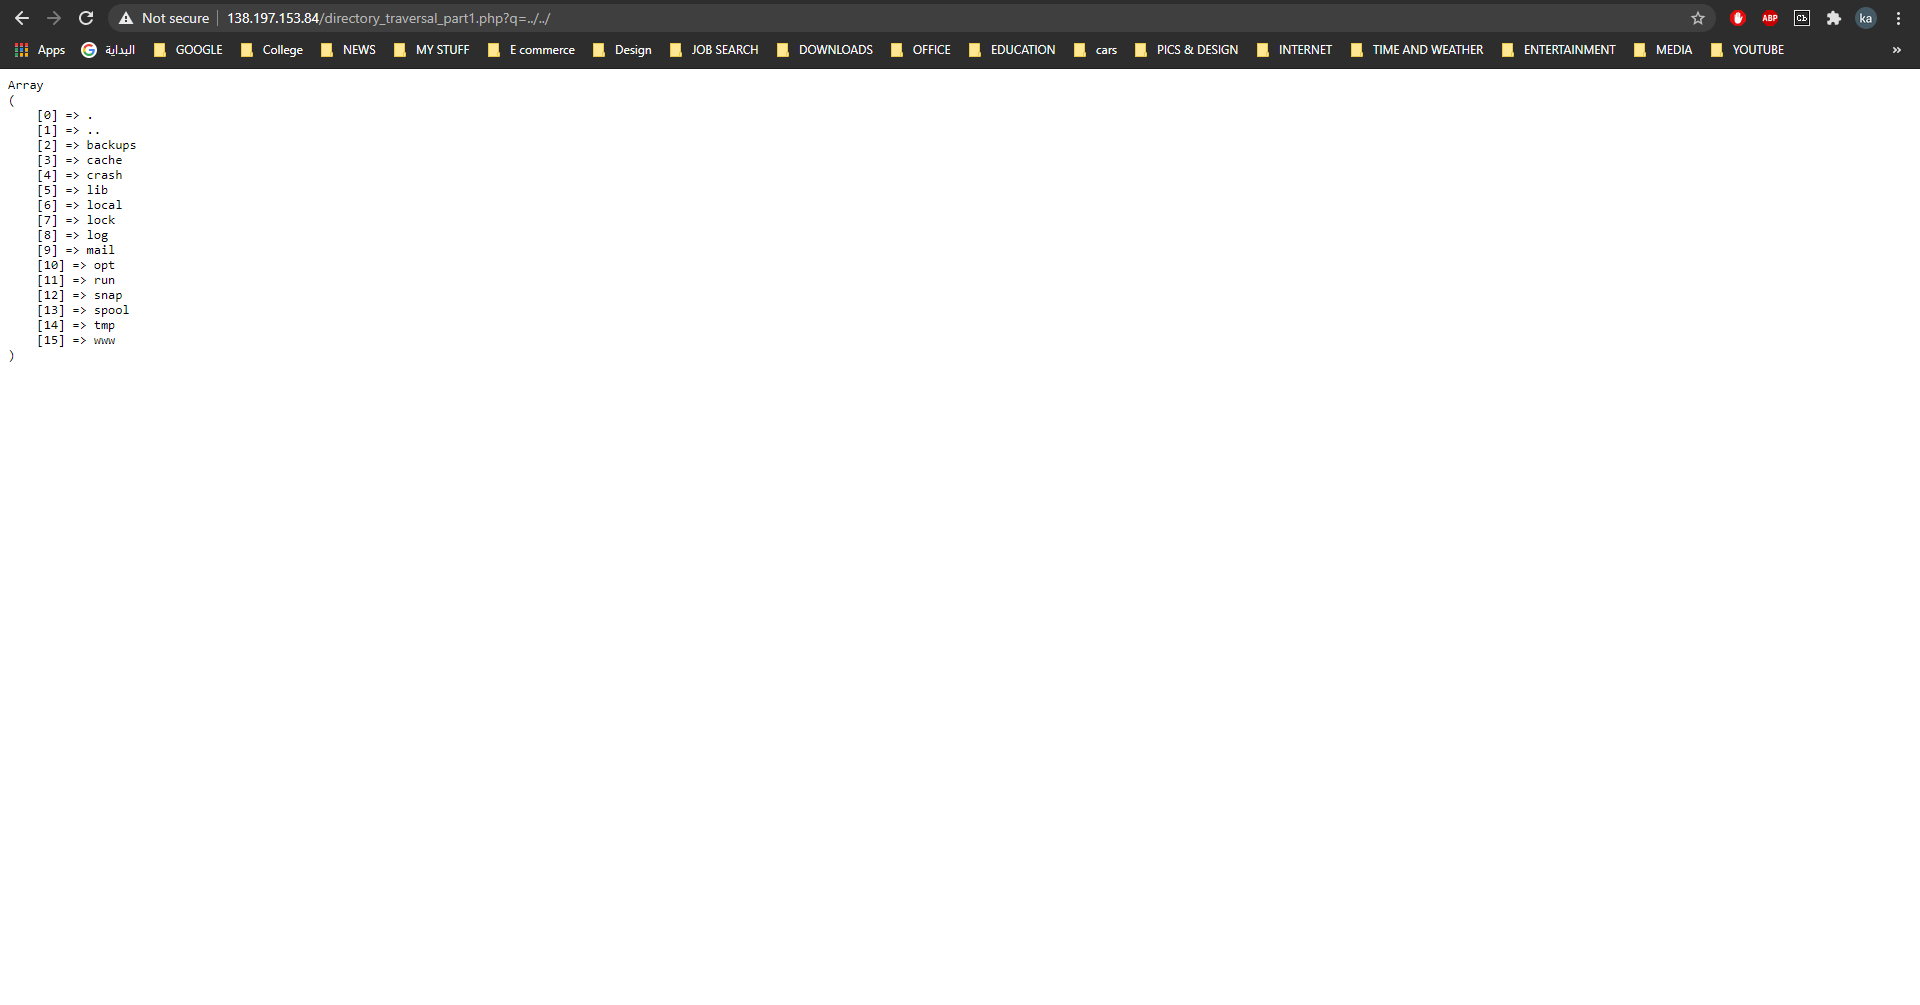 Not secure 138.197.153.84/directory_traversal_part1.php?q=../../ ABP Cb ka
Apps البداية GOOGLE College NEWS MY STUFF E commerce Design JOB SEARCH DOWNLOADS OFFICE EDUCATION cars PICS & DESIGN INTERNET TIME AND WEATHER ENTERTAINMENT MEDIA YOUTUBE »
Array
(
    [0] => .
    [1] => ..
    [2] => backups
    [3] => cache
    [4] => crash
    [5] => lib
    [6] => local
    [7] => lock
    [8] => log
    [9] => mail
    [10] => opt
    [11] => run
    [12] => snap
    [13] => spool
    [14] => tmp
    [15] => www
)